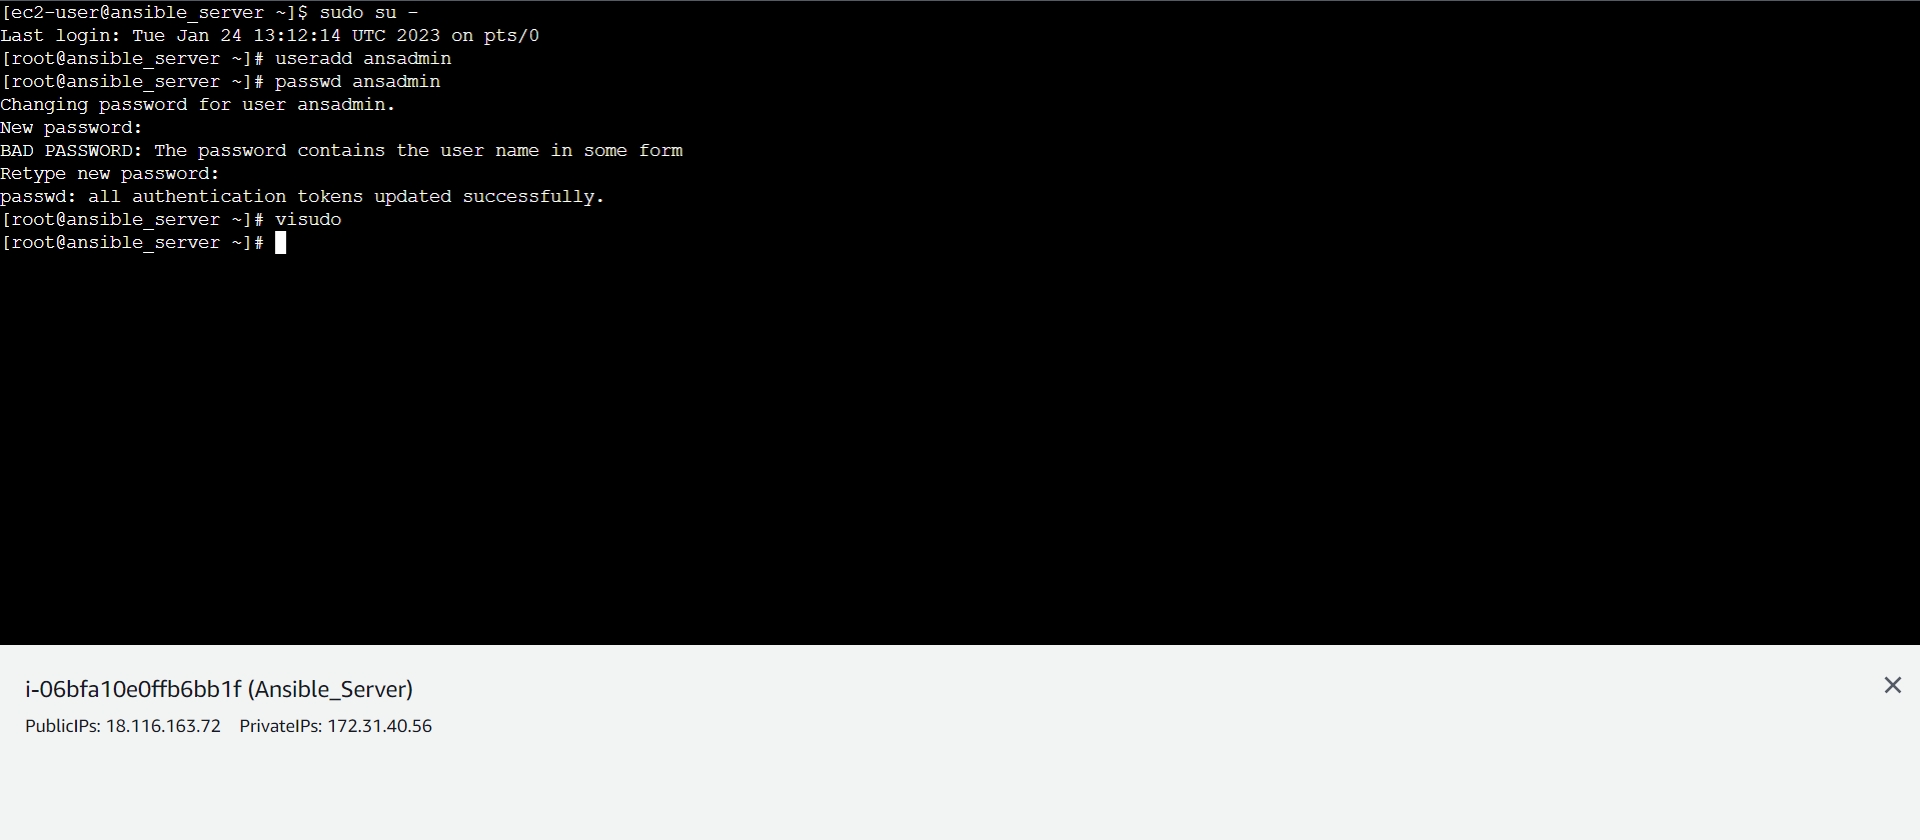 [ec2-user@ansible_server ~]$ sudo su -
Last login: Tue Jan 24 13:12:14 UTC 2023 on pts/0
[root@ansible_server ~]# useradd ansadmin
[root@ansible_server ~]# passwd ansadmin
Changing password for user ansadmin.
New password:
BAD PASSWORD: The password contains the user name in some form
Retype new password:
passwd: all authentication tokens updated successfully.
[root@ansible_server ~]# visudo
[root@ansible_server ~]#
i-06bfa10e0ffb6bb1f (Ansible_Server)
PublicIPs: 18.116.163.72 PrivateIPs: 172.31.40.56